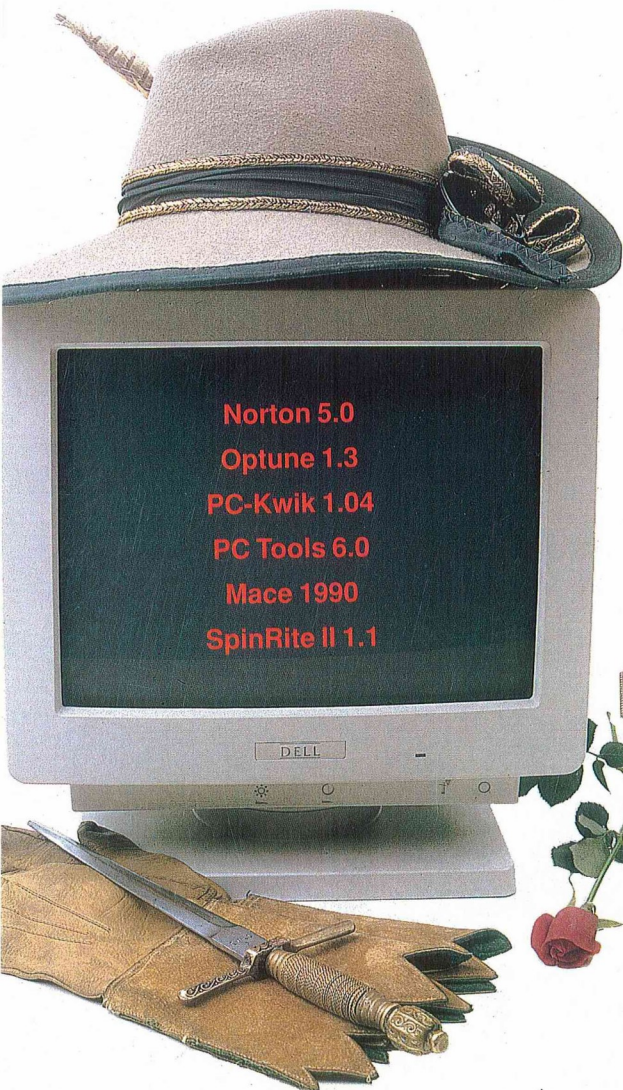 Norton 5.0
Optune 1.3
PC-Kwik 1.04
PC Tools 6.0
Mace 1990
SpinRite II 1.1
DELL